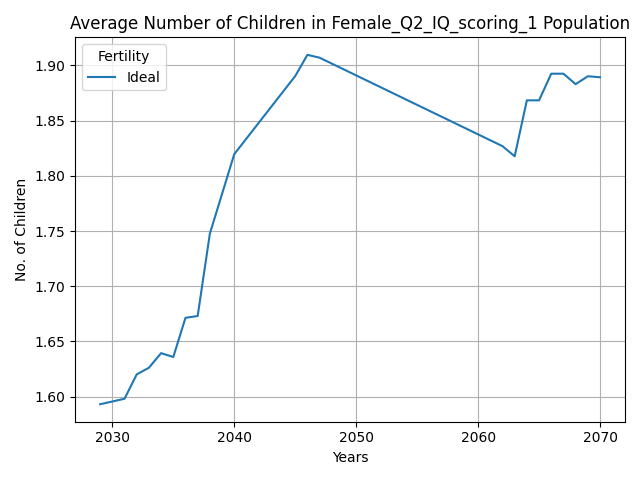 Average Number of Children in Female_Q2_IQ_scoring_1 Population
Fertility
Ideal
No. of Children
1.90
1.85
1.80
1.75
1.70
1.65
1.60
2030 2040 2050 2060 2070
Years